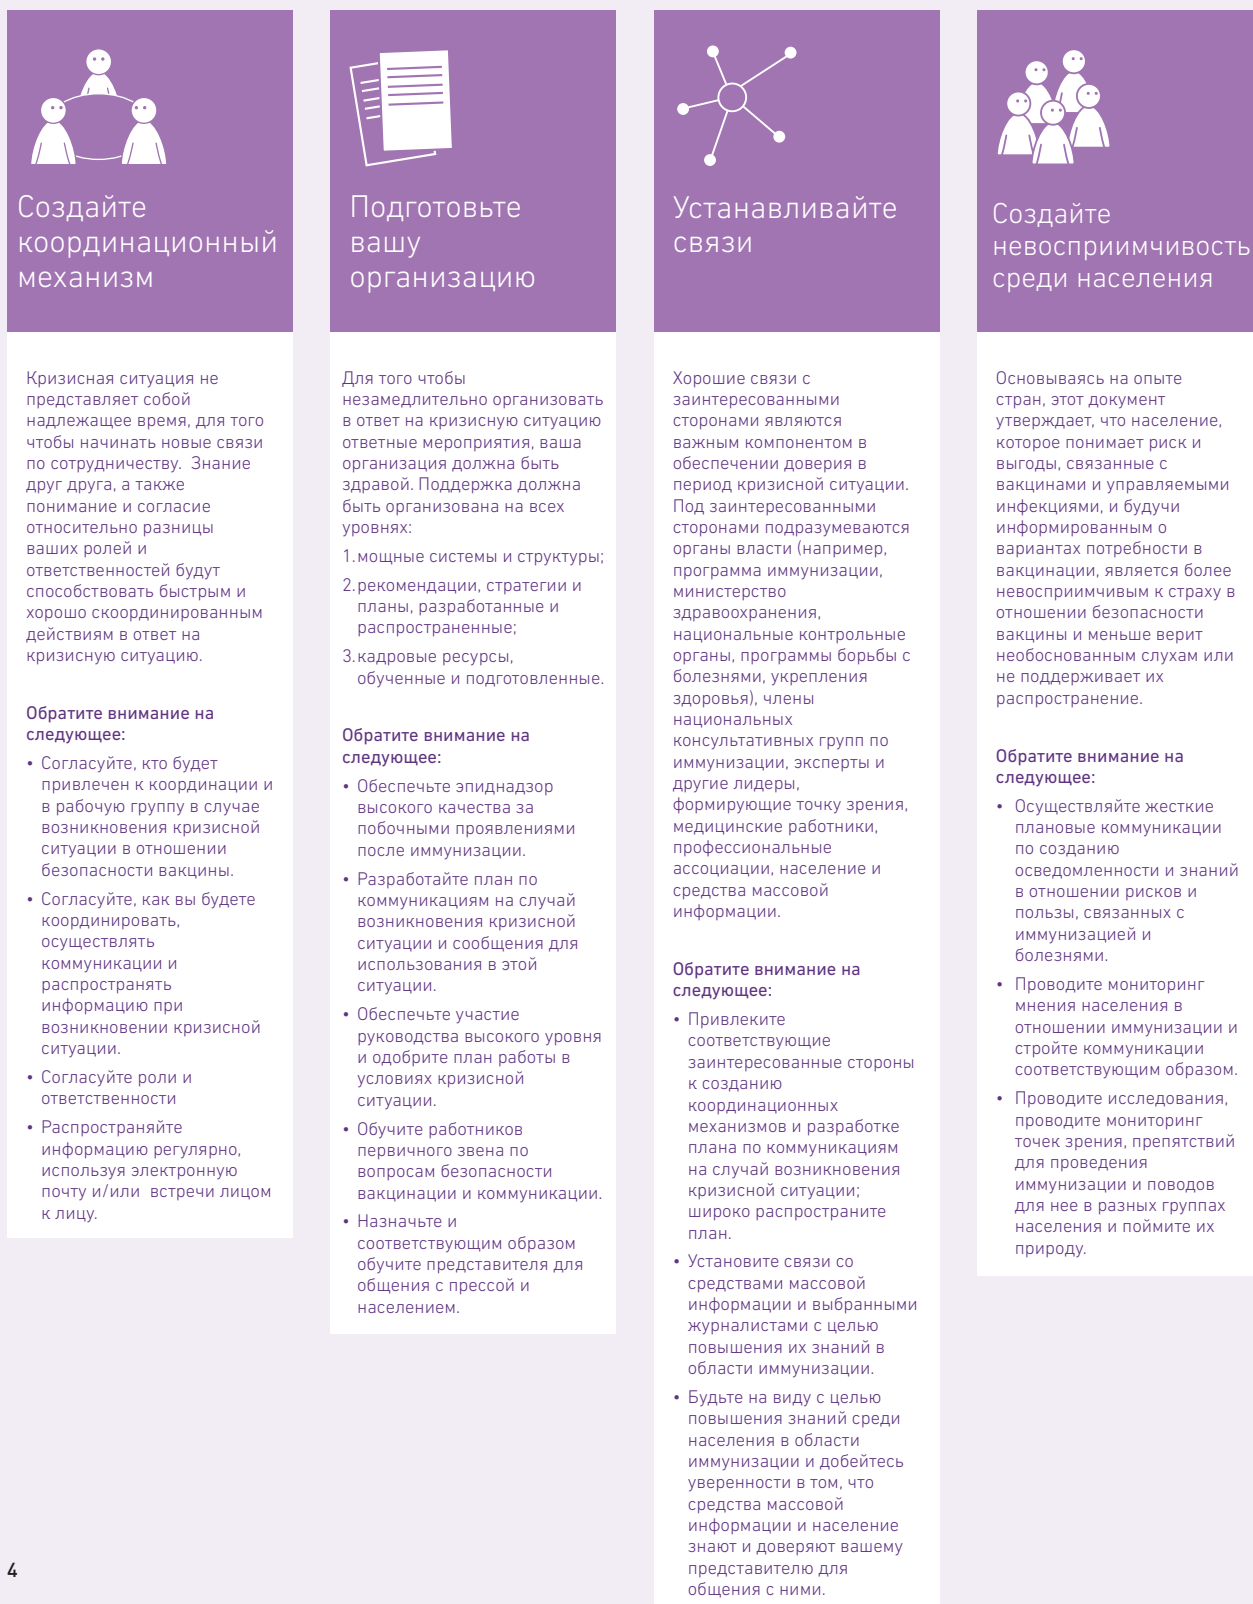 Создайте
координационный
механизм
Кризисная ситуация не
представляет собой
надлежащее время, для того
чтобы начинать новые связи
по сотрудничеству.  Знание
друг друга, а также
понимание и согласие
относительно разницы
ваших ролей и
ответственностей будут
способствовать быстрым и
хорошо скоординированным
действиям в ответ на
кризисную ситуацию.
Обратите внимание на
следующее:
• Согласуйте, кто будет
привлечен к координации и
в рабочую группу в случае
возникновения кризисной
ситуации в отношении
безопасности вакцины.
• Согласуйте, как вы будете
координировать,
осуществлять
коммуникации и
распространять
информацию при
возникновении кризисной
ситуации.
• Согласуйте роли и
ответственности
• Распространяйте
информацию регулярно,
используя электронную
почту и/или  встречи лицом
к лицу.
Подготовьте
вашу
организацию
Для того чтобы
незамедлительно организовать
в ответ на кризисную ситуацию
ответные мероприятия, ваша
организация должна быть
здравой. Поддержка должна
быть организована на всех
уровнях:
1. мощные системы и структуры;
2. рекомендации, стратегии и
планы, разработанные и
распространенные;
3. кадровые ресурсы,
обученные и подготовленные.
Обратите внимание на
следующее:
• Обеспечьте эпиднадзор
высокого качества за
побочными проявлениями
после иммунизации.
• Разработайте план по
коммуникациям на случай
возникновения кризисной
ситуации и сообщения для
использования в этой
ситуации.
• Обеспечьте участие
руководства высокого уровня
и одобрите план работы в
условиях кризисной
ситуации.
• Обучите работников
первичного звена по
вопросам безопасности
вакцинации и коммуникации.
• Назначьте и
соответствующим образом
обучите представителя для
общения с прессой и
населением.
Устанавливайте
связи
Хорошие связи с
заинтересованными
сторонами являются
важным компонентом в
обеспечении доверия в
период кризисной ситуации.
Под заинтересованными
сторонами подразумеваются
органы власти (например,
программа иммунизации,
министерство
здравоохранения,
национальные контрольные
органы, программы борьбы с
болезнями, укрепления
здоровья), члены
национальных
консультативных групп по
иммунизации, эксперты и
другие лидеры,
формирующие точку зрения,
медицинские работники,
профессиональные
ассоциации, население и
средства массовой
информации.
Обратите внимание на
следующее:
• Привлеките
соответствующие
заинтересованные стороны
к созданию
координационных
механизмов и разработке
плана по коммуникациям
на случай возникновения
кризисной ситуации;
широко распространите
план.
• Установите связи со
средствами массовой
информации и выбранными
журналистами с целью
повышения их знаний в
области иммунизации.
• Будьте на виду с целью
повышения знаний среди
населения в области
иммунизации и добейтесь
уверенности в том, что
средства массовой
информации и население
знают и доверяют вашему
представителю для
общения с ними.
Создайте
невосприимчивость
среди населения
Основываясь на опыте
стран, этот документ
утверждает, что население,
которое понимает риск и
выгоды, связанные с
вакцинами и управляемыми
инфекциями, и будучи
информированным о
вариантах потребности в
вакцинации, является более
невосприимчивым к страху в
отношении безопасности
вакцины и меньше верит
необоснованным слухам или
не поддерживает их
распространение.
Обратите внимание на
следующее:
• Осуществляйте жесткие
плановые коммуникации
по созданию
осведомленности и знаний
в отношении рисков и
пользы, связанных с
иммунизацией и
болезнями.
• Проводите мониторинг
мнения населения в
отношении иммунизации и
стройте коммуникации
соответствующим образом.
• Проводите исследования,
проводите мониторинг
точек зрения, препятствий
для проведения
иммунизации и поводов
для нее в разных группах
населения и поймите их
природу.
4